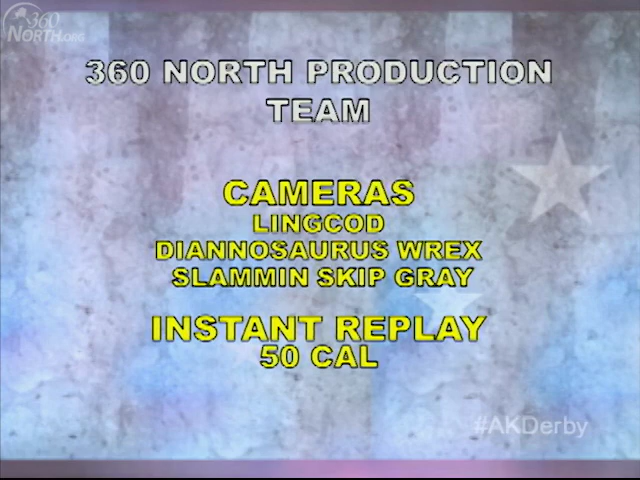 360
NORTH.ORG
360 NORTH PRODUCTION
TEAM
CAMERAS
LINGCOD
DIANNOSAURUS WREX
SLAMMIN SKIP GRAY
INSTANT REPLAY
50 CAL
#AKDerby